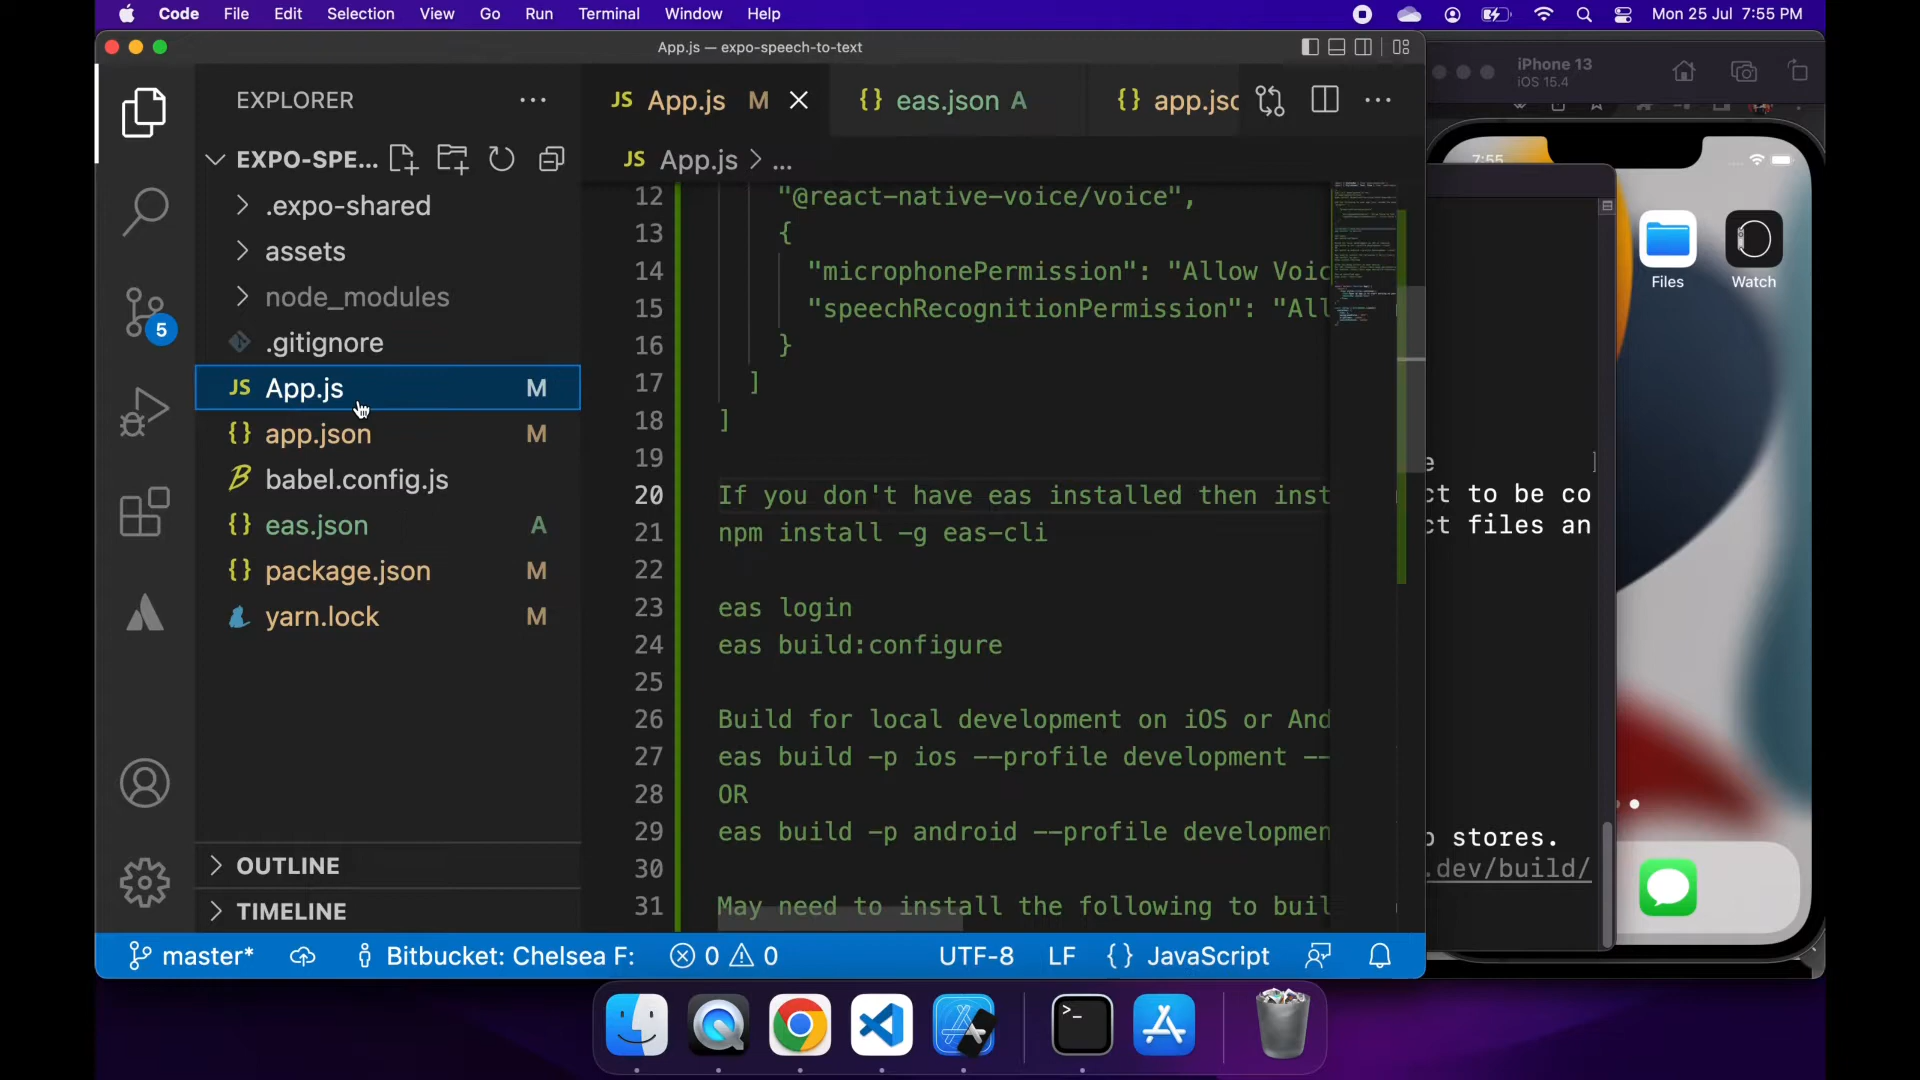 Code File Edit Selection View Go Run Terminal Window Help Mon 25 Jul 7:55 PM
App.js — expo-speech-to-text
iPhone 13
iOS 15.4
EXPLORER
JS App.js M
{} eas.json A
{} app.jsc
EXPO-SPE...
JS App.js > ...
.expo-shared
assets
node_modules
.gitignore
JS App.js M
{} app.json M
babel.config.js
{} eas.json A
{} package.json M
yarn.lock M
OUTLINE
TIMELINE
5
12 "@react-native-voice/voice",
13 {
14 "microphonePermission": "Allow Voic
15 "speechRecognitionPermission": "All
16 }
17 ]
18 ]
19
20 If you don't have eas installed then inst
21 npm install -g eas-cli
22
23 eas login
24 eas build:configure
25
26 Build for local development on iOS or And
27 eas build -p ios --profile development --
28 OR
29 eas build -p android --profile developmen
30
31 May need to install the following to buil
7:55
Files
Watch
e ]
ct to be co
ct files an
p stores.
.dev/build/
master* Bitbucket: Chelsea F: 0 0 UTF-8 LF {} JavaScript